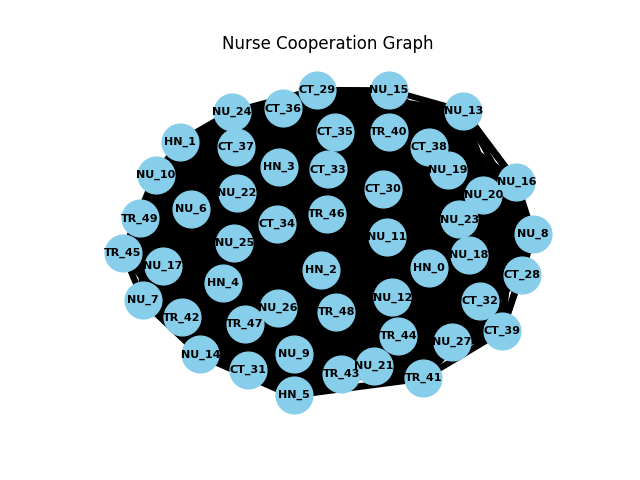 Nurse Cooperation Graph
CT_29
NU_15
CT_36
NU_24
NU_13
CT_35
TR_40
HN_1
CT_37
CT_38
HN_3
CT_33
NU_19
NU_10
NU_16
CT_30
NU_22
NU_20
NU_6
TR_46
TR_49
CT_34
NU_23
NU_8
NU_11
NU_25
TR_45
NU_18
NU_17
HN_2
HN_0
CT_28
HN_4
NU_12
NU_7
CT_32
NU_26
TR_48
TR_42
TR_47
CT_39
TR_44
NU_27
NU_14
NU_9
NU_21
CT_31
TR_43
TR_41
HN_5